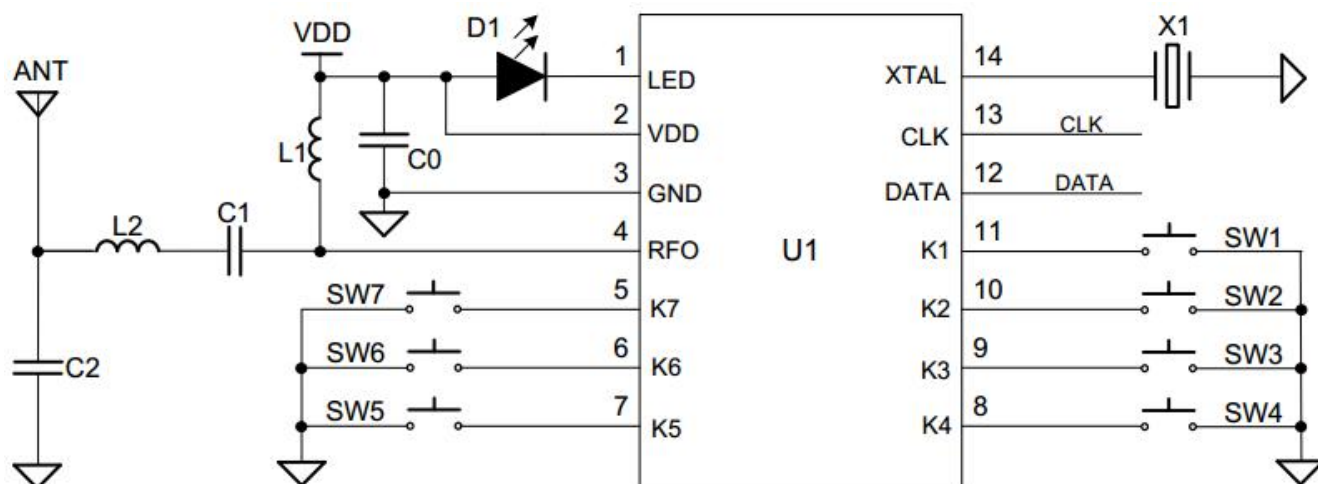 VDD
D1
X1
ANT
1
LED
XTAL
14
2
VDD
CLK
13
CLK
L1
C0
3
GND
DATA
12
DATA
L2
C1
4
RFO
U1
K1
11
SW1
SW7
5
K7
K2
10
SW2
C2
SW6
6
K6
K3
9
SW3
SW5
7
K5
K4
8
SW4